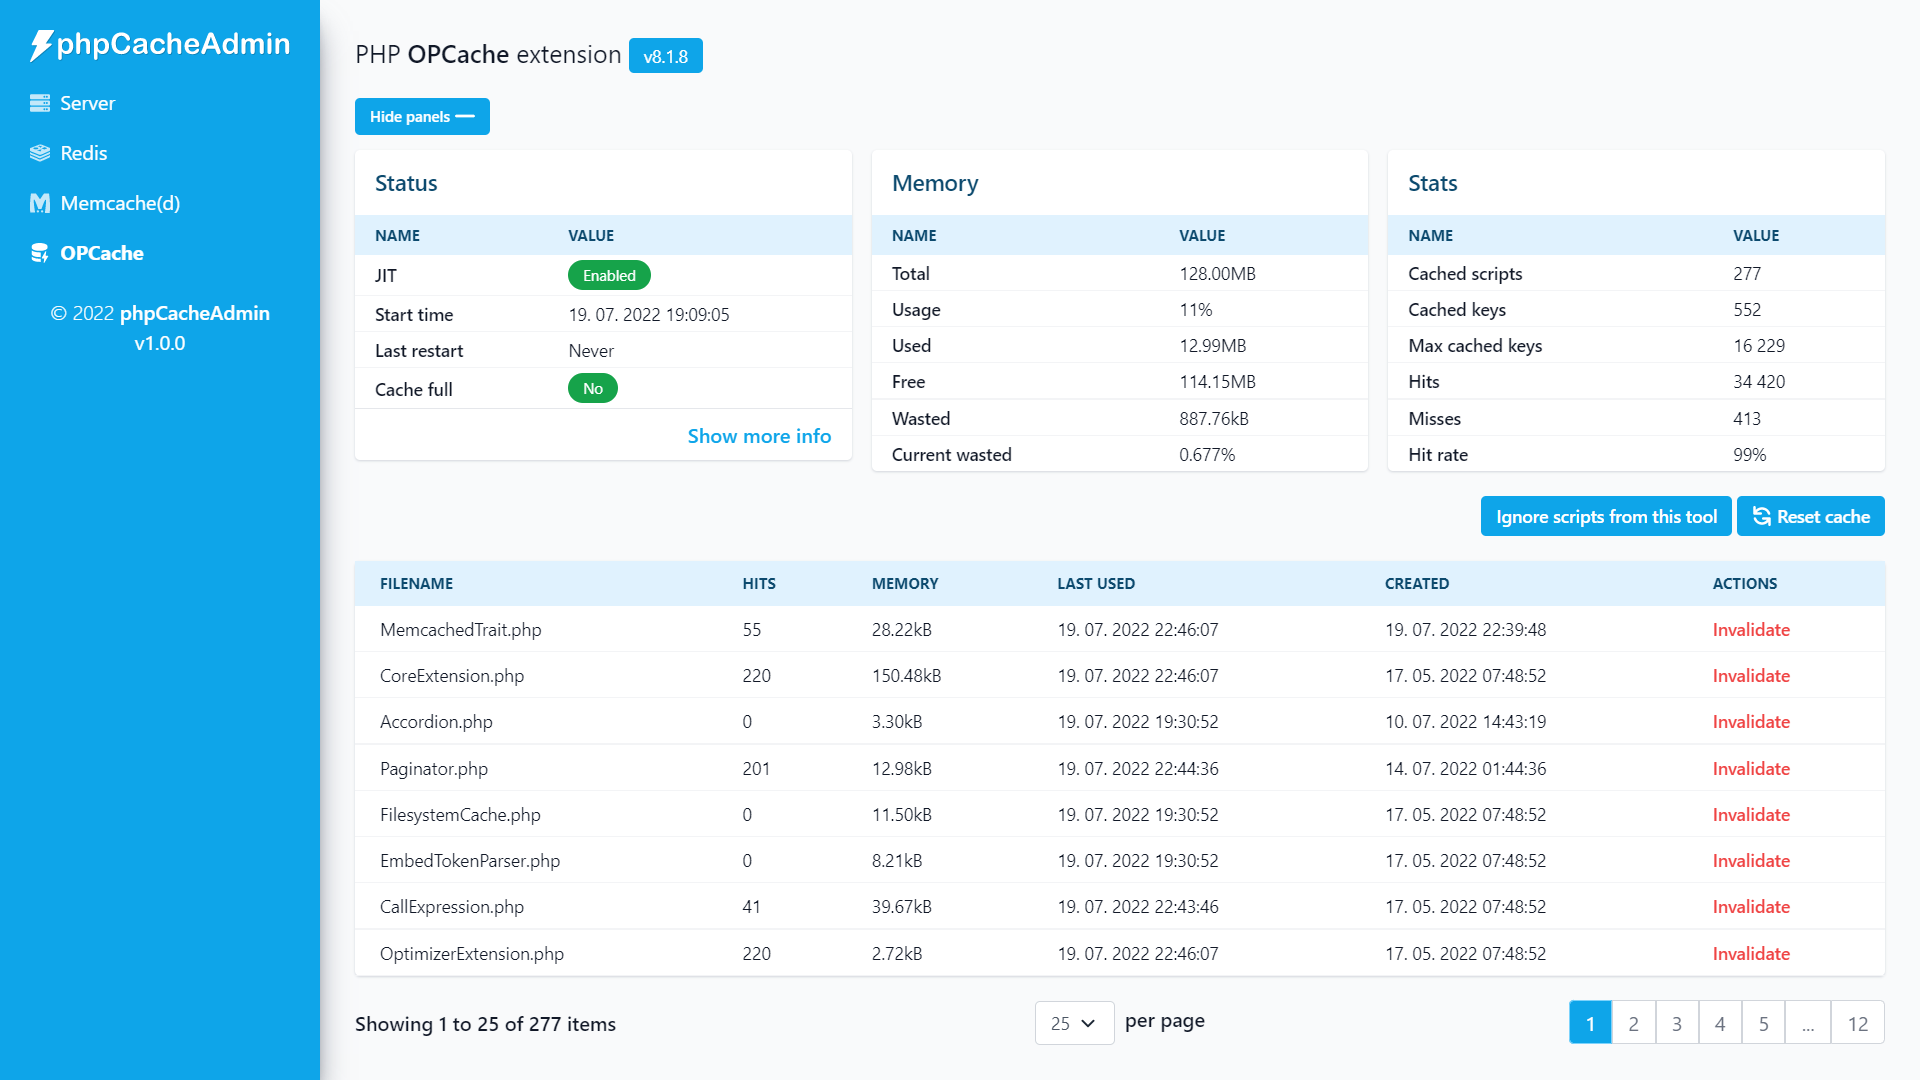 phpCacheAdmin
Server
Redis
Memcache(d)
OPCache
© 2022 phpCacheAdmin
v1.0.0
PHP OPCache extension v8.1.8
Hide panels
Status
NAME VALUE
JIT Enabled
Start time 19. 07. 2022 19:09:05
Last restart Never
Cache full No
Show more info
Memory
NAME VALUE
Total 128.00MB
Usage 11%
Used 12.99MB
Free 114.15MB
Wasted 887.76kB
Current wasted 0.677%
Stats
NAME VALUE
Cached scripts 277
Cached keys 552
Max cached keys 16 229
Hits 34 420
Misses 413
Hit rate 99%
Ignore scripts from this tool Reset cache
FILENAME HITS MEMORY LAST USED CREATED ACTIONS
MemcachedTrait.php 55 28.22kB 19. 07. 2022 22:46:07 19. 07. 2022 22:39:48 Invalidate
CoreExtension.php 220 150.48kB 19. 07. 2022 22:46:07 17. 05. 2022 07:48:52 Invalidate
Accordion.php 0 3.30kB 19. 07. 2022 19:30:52 10. 07. 2022 14:43:19 Invalidate
Paginator.php 201 12.98kB 19. 07. 2022 22:44:36 14. 07. 2022 01:44:36 Invalidate
FilesystemCache.php 0 11.50kB 19. 07. 2022 19:30:52 17. 05. 2022 07:48:52 Invalidate
EmbedTokenParser.php 0 8.21kB 19. 07. 2022 19:30:52 17. 05. 2022 07:48:52 Invalidate
CallExpression.php 41 39.67kB 19. 07. 2022 22:43:46 17. 05. 2022 07:48:52 Invalidate
OptimizerExtension.php 220 2.72kB 19. 07. 2022 22:46:07 17. 05. 2022 07:48:52 Invalidate
Showing 1 to 25 of 277 items 25 per page 1 2 3 4 5 ... 12